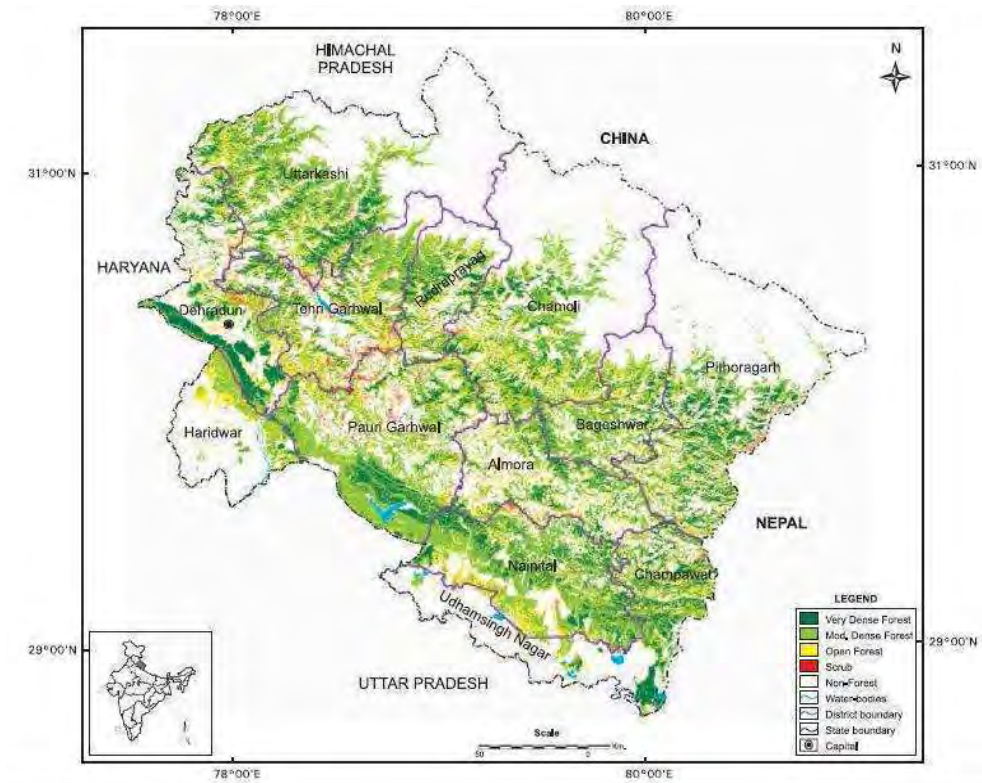 78°00'E
80°00'E
HIMACHAL
PRADESH
N
CHINA
31°00'N
31°00'N
Uttarkashi
HARYANA
Rudraprayag
Dehradun
Tehri Garhwal
Chamoli
Pithoragarh
Haridwar
Pauri Garhwal
Bageshwar
Almora
NEPAL
Nainital
Champawat
Udhamsingh Nagar
29°00'N
29°00'N
UTTAR PRADESH
LEGEND
Very Dense Forest
Mod. Dense Forest
Open Forest
Scrub
Non-Forest
Water-bodies
District boundary
State boundary
Capital
Scale
50 0 Km.
78°00'E
80°00'E